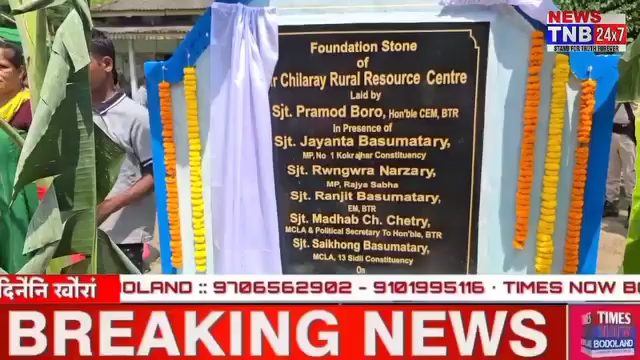 NEWS
TNB 24x7
STAND FOR TRUTH FOREVER
Foundation Stone
of
Chilaray Rural Resource Centre
Laid by
Sjt. Pramod Boro, Hon'ble CEM, BTR
In Presence of
Sjt. Jayanta Basumatary,
MP, No 1 Kokrajhar Constituency
Sjt. Rwngwra Narzary,
MP, Rajya Sabha
Sjt. Ranjit Basumatary,
EM, BTR
Sjt. Madhab Ch. Chetry,
MCLA & Political Secretary To Hon'ble, BTR
Sjt. Saikhong Basumatary,
MCLA, 13 Sidli Constituency
On
दिनैनि रवौरां
DOLAND :: 9706562902 - 9101995116 · TIMES NOW BO
BREAKING NEWS
TIMES
BODOLAND